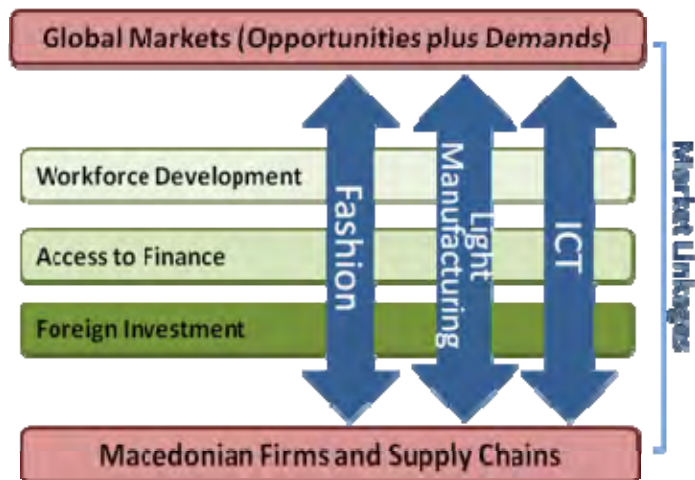 Global Markets (Opportunities plus Demands)
Workforce Development
Access to Finance
Foreign Investment
Fashion
Light
Manufacturing
ICT
Market Linkages
Macedonian Firms and Supply Chains